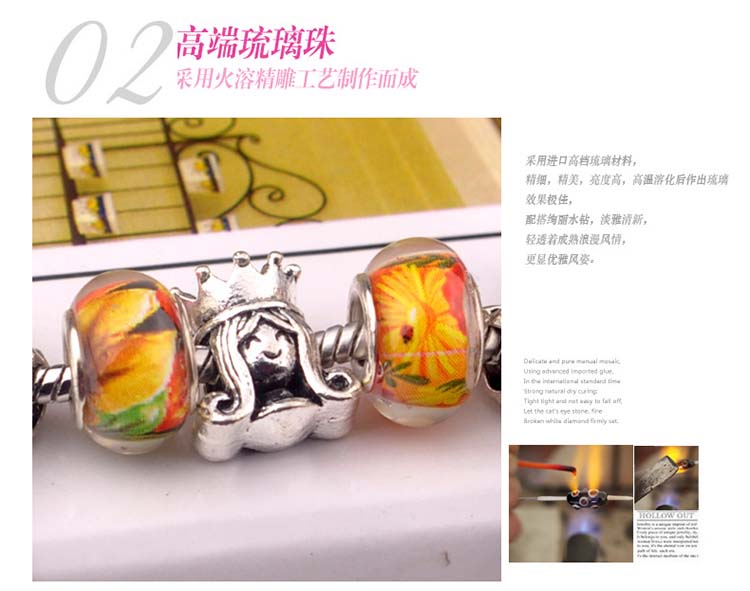 02
高端琉璃珠
采用火溶精雕工艺制作而成
采用进口高档琉璃材料,
精细，精美，亮度高，高温溶化后作出琉璃
效果极佳，
配搭绚丽水钻，淡雅清新，
轻透着成熟浪漫风情，
更显优雅风姿。
Delicate and pure manual mosaic,
Using advanced imported glue,
In the international standard time
Strong natural dry curing:
Tight tight and not easy to fall off,
Let the cat's eye stone, fine
Broken white diamond firmly set.
HOLLOW OUT